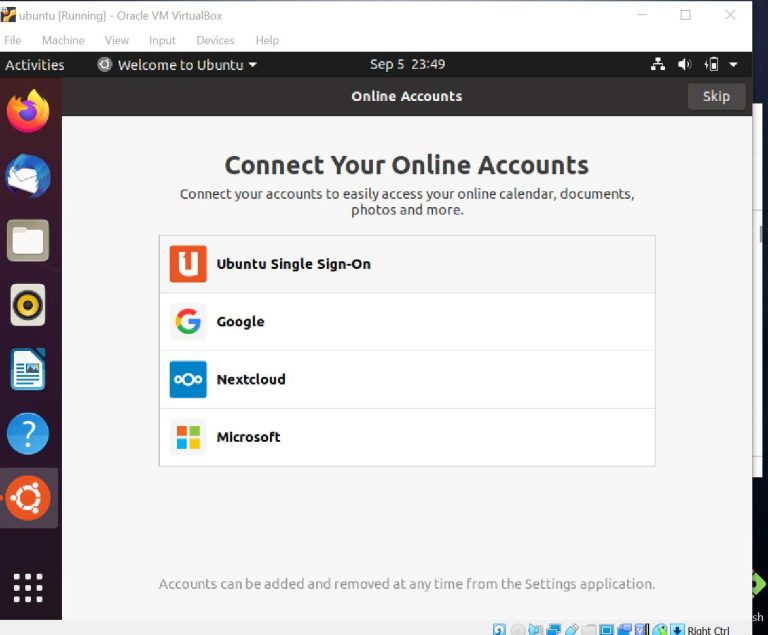 ubuntu [Running] - Oracle VM VirtualBox
File Machine View Input Devices Help
Activities Welcome to Ubuntu Sep 5 23:49
Online Accounts Skip
Connect Your Online Accounts
Connect your accounts to easily access your online calendar, documents,
photos and more.
Ubuntu Single Sign-On
Google
Nextcloud
Microsoft
Accounts can be added and removed at any time from the Settings application.
sh
Right Ctrl